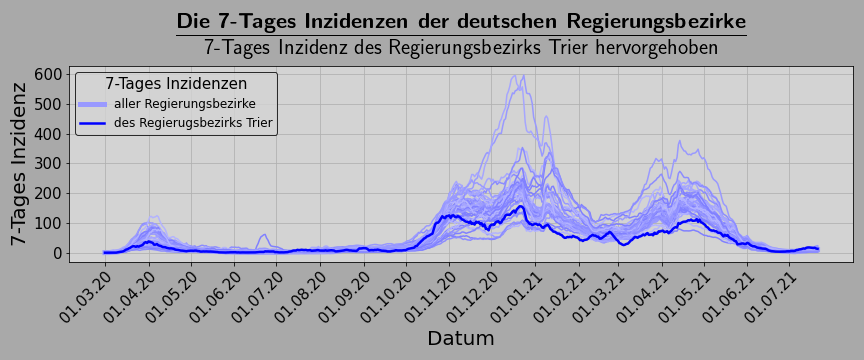 Die 7-Tages Inzidenzen der deutschen Regierungsbezirke
7-Tages Inzidenz des Regierungsbezirks Trier hervorgehoben
7-Tages Inzidenzen
aller Regierungsbezirke
des Regierugsbezirks Trier
7-Tages Inzidenz
600
500
400
300
200
100
0
01.03.20 01.04.20 01.05.20 01.06.20 01.07.20 01.08.20 01.09.20 01.10.20 01.11.20 01.12.20 01.01.21 01.02.21 01.03.21 01.04.21 01.05.21 01.06.21 01.07.21
Datum